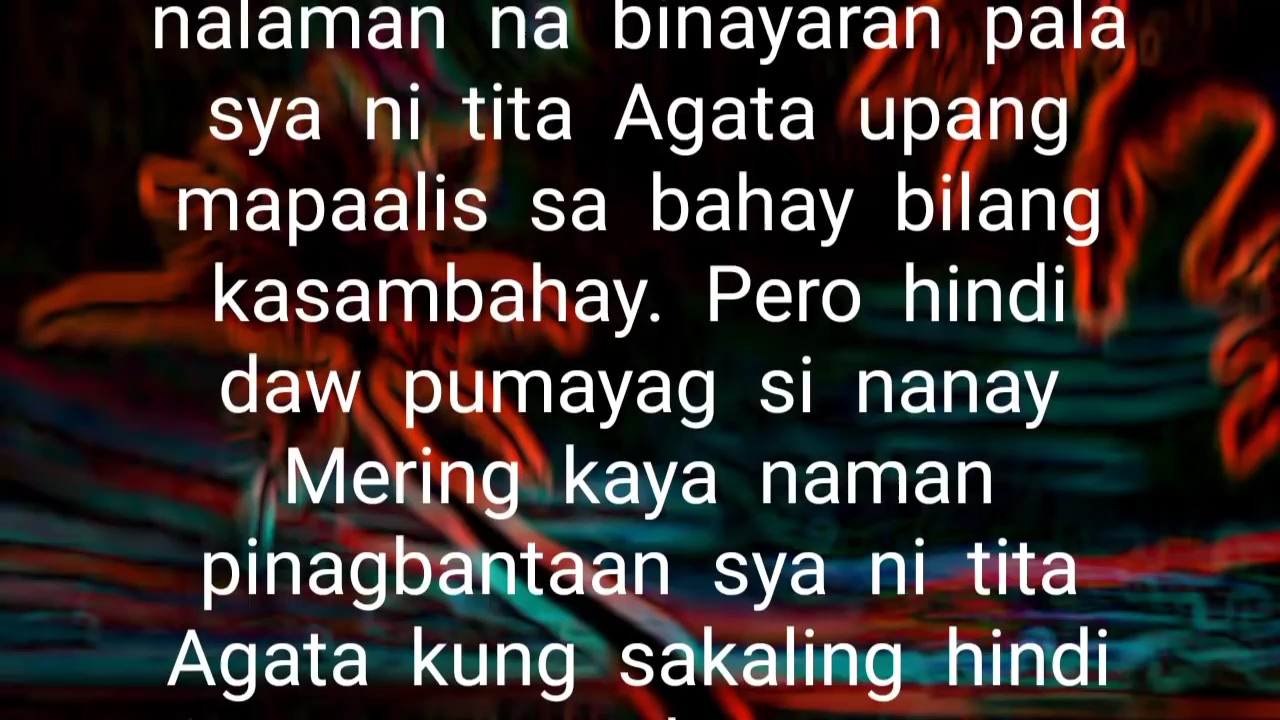 nalaman na binayaran pala
sya ni tita Agata upang
mapaalis sa bahay bilang
kasambahay. Pero hindi
daw pumayag si nanay
Mering kaya naman
pinagbantaan sya ni tita
Agata kung sakaling hindi